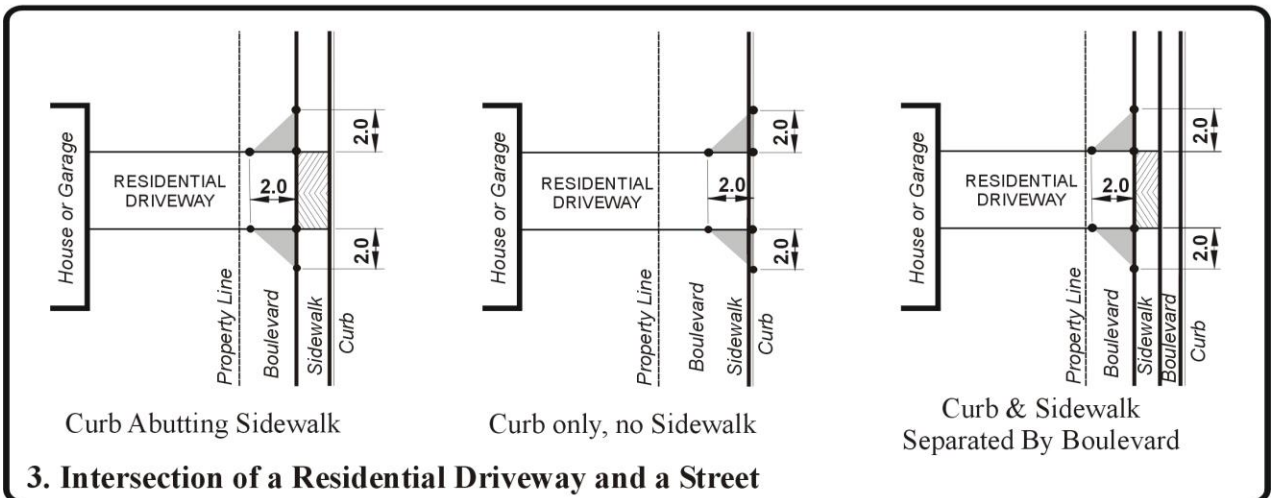 House or Garage
RESIDENTIAL
DRIVEWAY
2.0
2.0
2.0
Property Line
Boulevard
Sidewalk
Curb
Curb Abutting Sidewalk
House or Garage
RESIDENTIAL
DRIVEWAY
2.0
2.0
2.0
Property Line
Boulevard
Sidewalk
Curb
Curb only, no Sidewalk
House or Garage
RESIDENTIAL
DRIVEWAY
2.0
2.0
2.0
Property Line
Boulevard
Sidewalk
Boulevard
Curb
Curb & Sidewalk
Separated By Boulevard
3. Intersection of a Residential Driveway and a Street